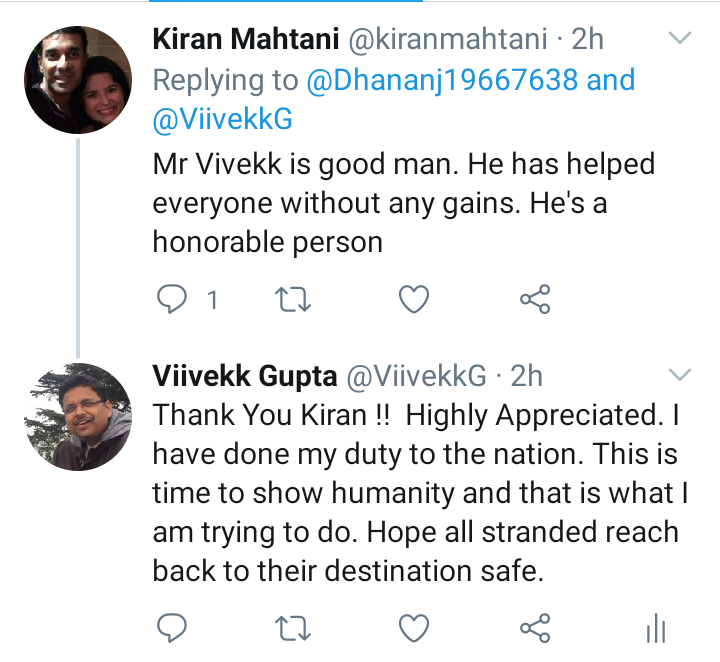 Kiran Mahtani @kiranmahtani · 2h
Replying to @Dhananj19667638 and
@ViivekkG
Mr Vivekk is good man. He has helped
everyone without any gains. He's a
honorable person
1
Viivekk Gupta @ViivekkG · 2h
Thank You Kiran !!  Highly Appreciated. I
have done my duty to the nation. This is
time to show humanity and that is what I
am trying to do. Hope all stranded reach
back to their destination safe.